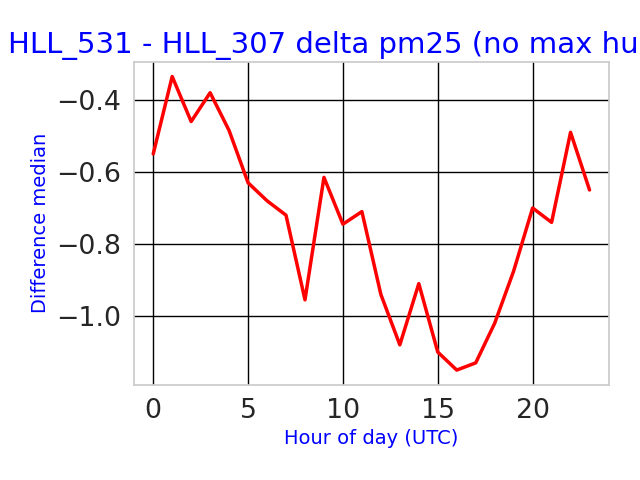 HLL_531 - HLL_307 delta pm25 (no max hu
−0.4
−0.6
−0.8
−1.0
Difference median
0 5 10 15 20
Hour of day (UTC)